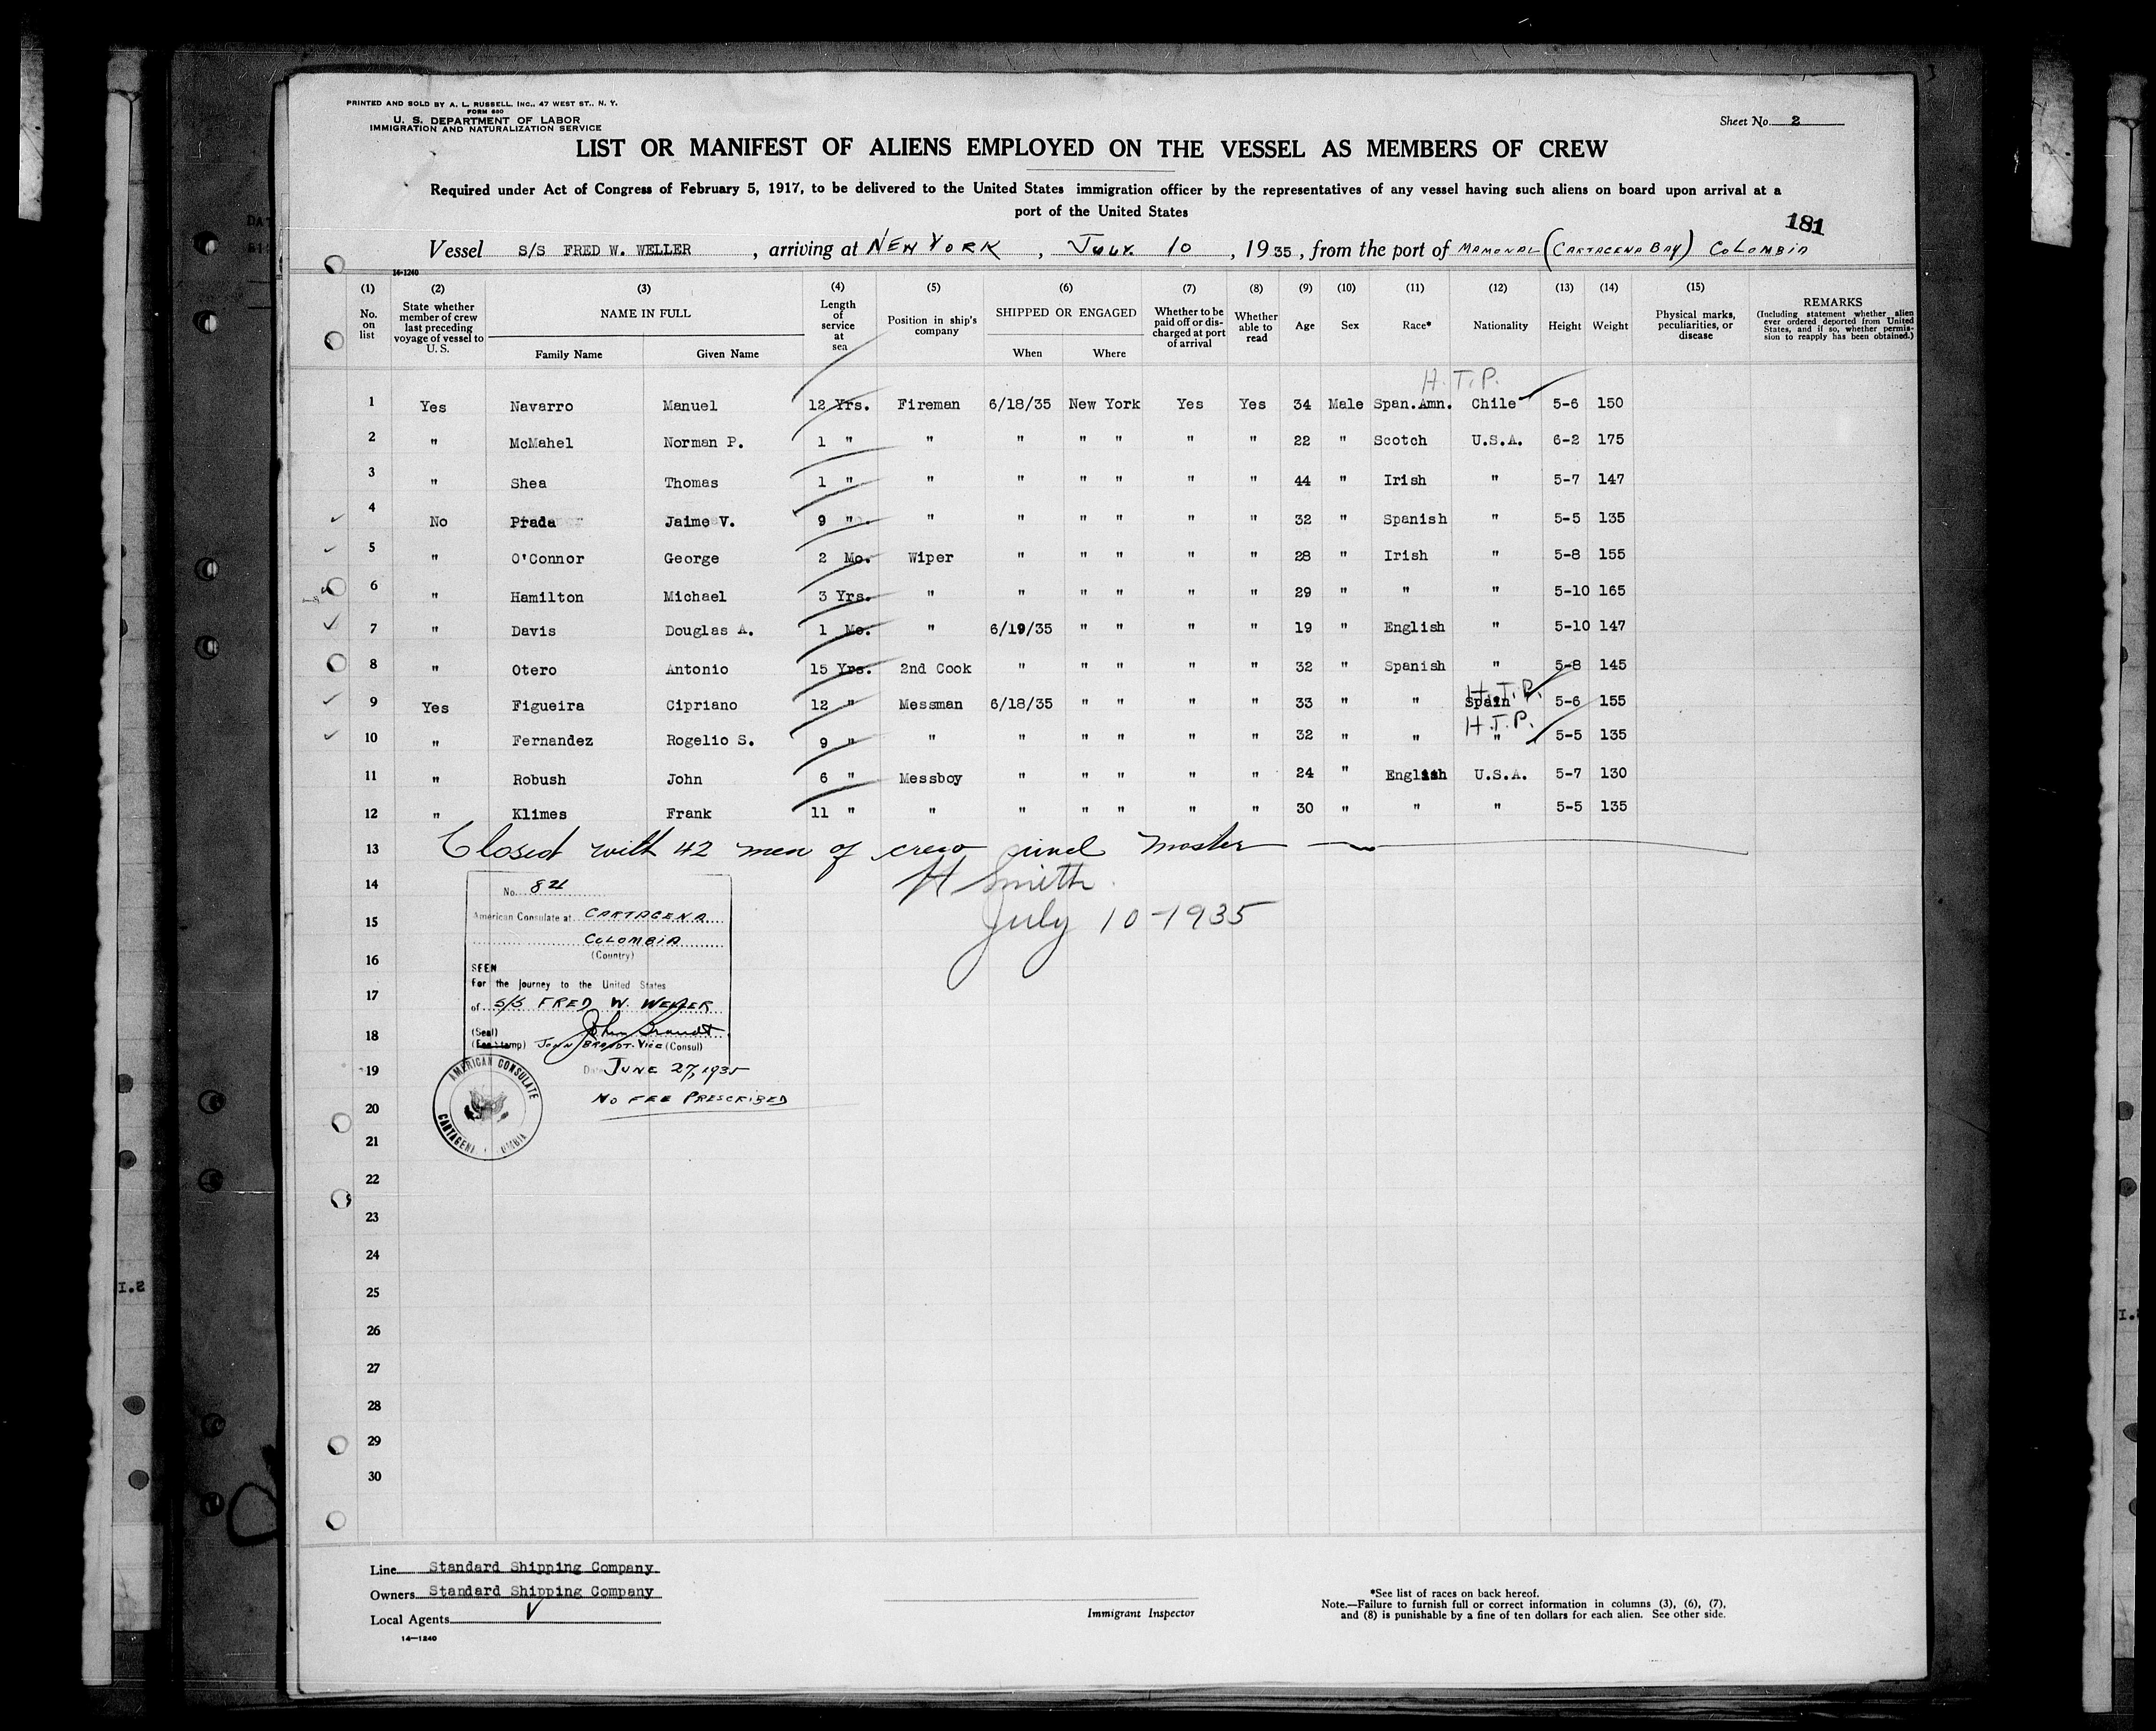 PRINTED AND SOLD BY A. L. RUSSELL, INC., 47 WEST ST., N. Y.
FORM 680
U. S. DEPARTMENT OF LABOR
IMMIGRATION AND NATURALIZATION SERVICE
Sheet No. 2
LIST OR MANIFEST OF ALIENS EMPLOYED ON THE VESSEL AS MEMBERS OF CREW
Required under Act of Congress of February 5, 1917, to be delivered to the United States immigration officer by the representatives of any vessel having such aliens on board upon arrival at a
port of the United States
181
Vessel S/S FRED W. WELLER, arriving at NEW YORK, JULY. 10, 1935, from the port of MAMONAL (CARTAGENA BAY) COLOMBIA
14-1240
(1) (2) (3) (4) (5) (6) (7) (8) (9) (10) (11) (12) (13) (14) (15)
No. on list
State whether member of crew last preceding voyage of vessel to U. S.
NAME IN FULL
Family Name Given Name
Length of service at sea
Position in ship's company
SHIPPED OR ENGAGED
When Where
Whether to be paid off or discharged at port of arrival
Whether able to read
Age Sex Race* Nationality Height Weight
Physical marks, peculiarities, or disease
REMARKS
(Including statement whether alien ever ordered deported from United States, and if so, whether permission to reapply has been obtained.)
H. T. P.
1 Yes Navarro Manuel 12 Yrs. Fireman 6/18/35 New York Yes Yes 34 Male Span.Amn. Chile 5-6 150
2 " McMahel Norman P. 1 " " " " " " " 22 " Scotch U.S.A. 6-2 175
3 " Shea Thomas 1 " " " " " " " 44 " Irish " 5-7 147
4 No Prada Jaime V. 9 " " " " " " " 32 " Spanish " 5-5 135
5 " O'Connor George 2 Mo. Wiper " " " " " 28 " Irish " 5-8 155
6 " Hamilton Michael 3 Yrs. " " " " " " 29 " " " 5-10 165
7 " Davis Douglas A. 1 Mo. " 6/19/35 " " " " 19 " English " 5-10 147
8 " Otero Antonio 15 Yrs. 2nd Cook " " " " " 32 " Spanish " 5-8 145
H. T. P.
9 Yes Figueira Cipriano 12 " Messman 6/18/35 " " " " 33 " " Spain 5-6 155
H.T.P.
10 " Fernandez Rogelio S. 9 " " " " " " " 32 " " " 5-5 135
11 " Robush John 6 " Messboy " " " " " 24 " English U.S.A. 5-7 130
12 " Klimes Frank 11 " " " " " " " 30 " " " 5-5 135
13 Closed with 42 men of crew incl Master
14 H Smith
15 July 10-1935
16
17
18
19
20
21
22
23
24
25
26
27
28
29
30
No. 821
American Consulate at CARTAGENA
COLOMBIA
(Country)
SEEN
For the journey to the United States
of S/S FRED W. WELLER
(Seal) John Brandt
(Fee stamp) JOHN BRANDT. Vice (Consul)
Date JUNE 27, 1935
NO FEE PRESCRIBED
AMERICAN CONSULATE
CARTAGENA, UMBIA
Line Standard Shipping Company
Owners Standard Shipping Company
Local Agents
14-1240
Immigrant Inspector
*See list of races on back hereof.
Note.—Failure to furnish full or correct information in columns (3), (6), (7),
and (8) is punishable by a fine of ten dollars for each alien. See other side.